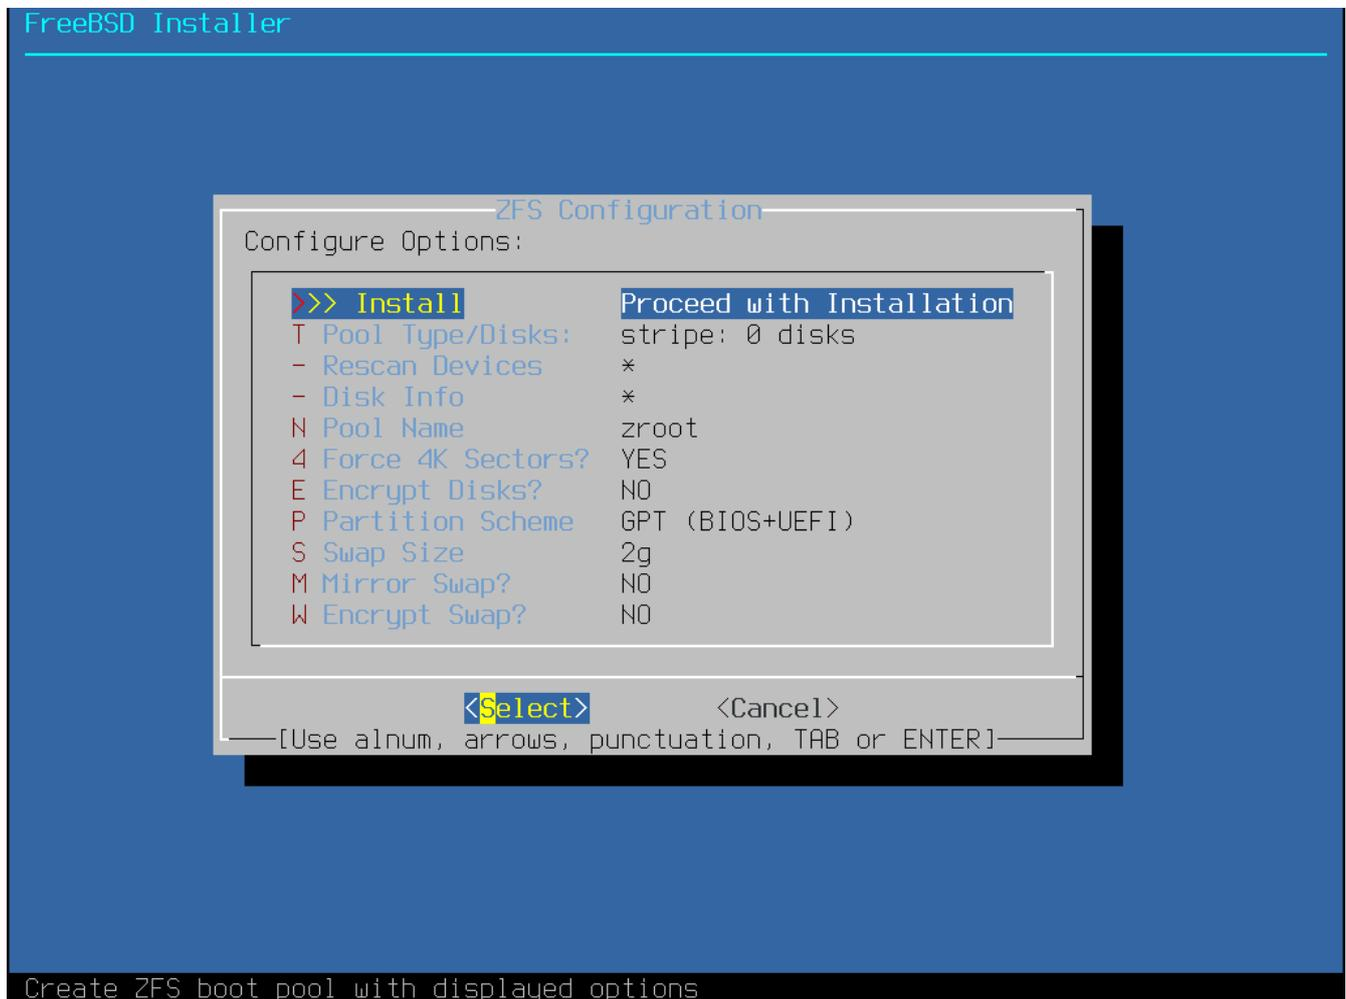 FreeBSD Installer
ZFS Configuration
Configure Options:
>>> Install Proceed with Installation
T Pool Type/Disks: stripe: 0 disks
- Rescan Devices *
- Disk Info *
N Pool Name zroot
4 Force 4K Sectors? YES
E Encrypt Disks? NO
P Partition Scheme GPT (BIOS+UEFI)
S Swap Size 2g
M Mirror Swap? NO
W Encrypt Swap? NO
<Select> <Cancel>
[Use alnum, arrows, punctuation, TAB or ENTER]
Create ZFS boot pool with displayed options